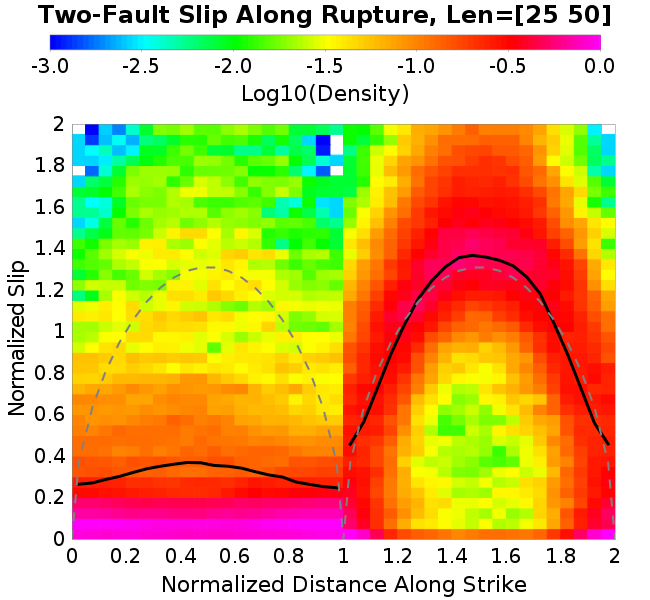 Two-Fault Slip Along Rupture, Len=[25 50]
-3.0 -2.5 -2.0 -1.5 -1.0 -0.5 0.0
Log10(Density)
2
1.8
1.6
1.4
1.2
1
0.8
0.6
0.4
0.2
0
Normalized Slip
0 0.2 0.4 0.6 0.8 1 1.2 1.4 1.6 1.8 2
Normalized Distance Along Strike